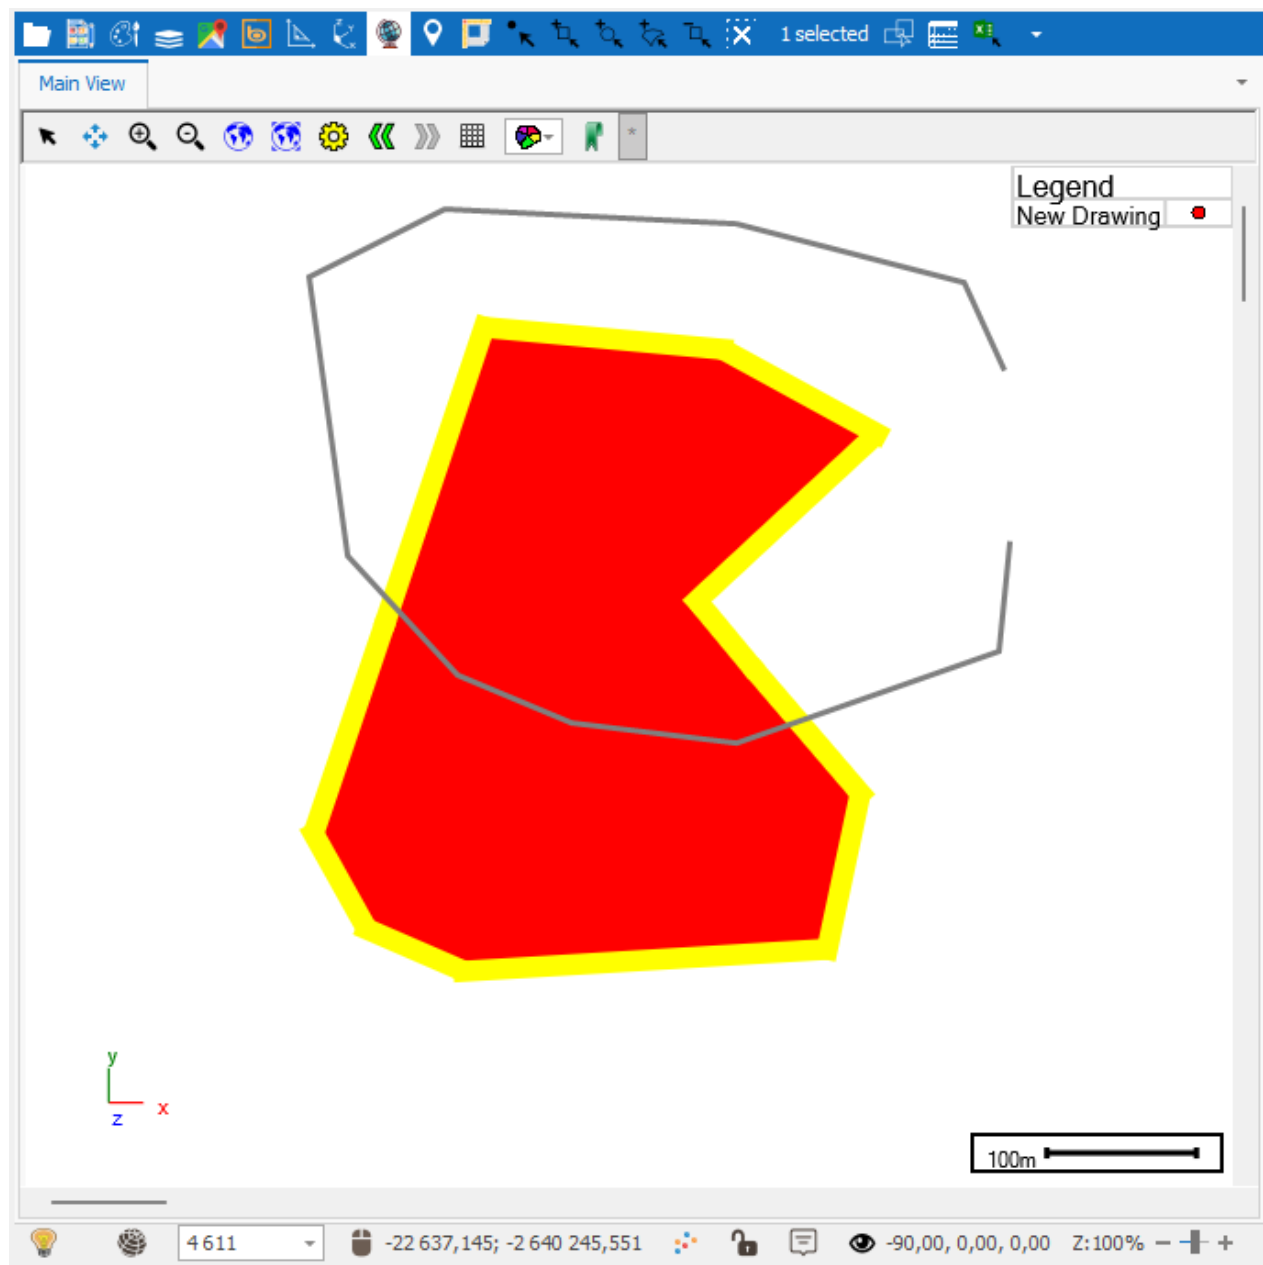 1 selected
Main View
*
Legend
New Drawing
y
x
z
100m
4 611
-22 637,145; -2 640 245,551
-90,00, 0,00, 0,00
Z:100%